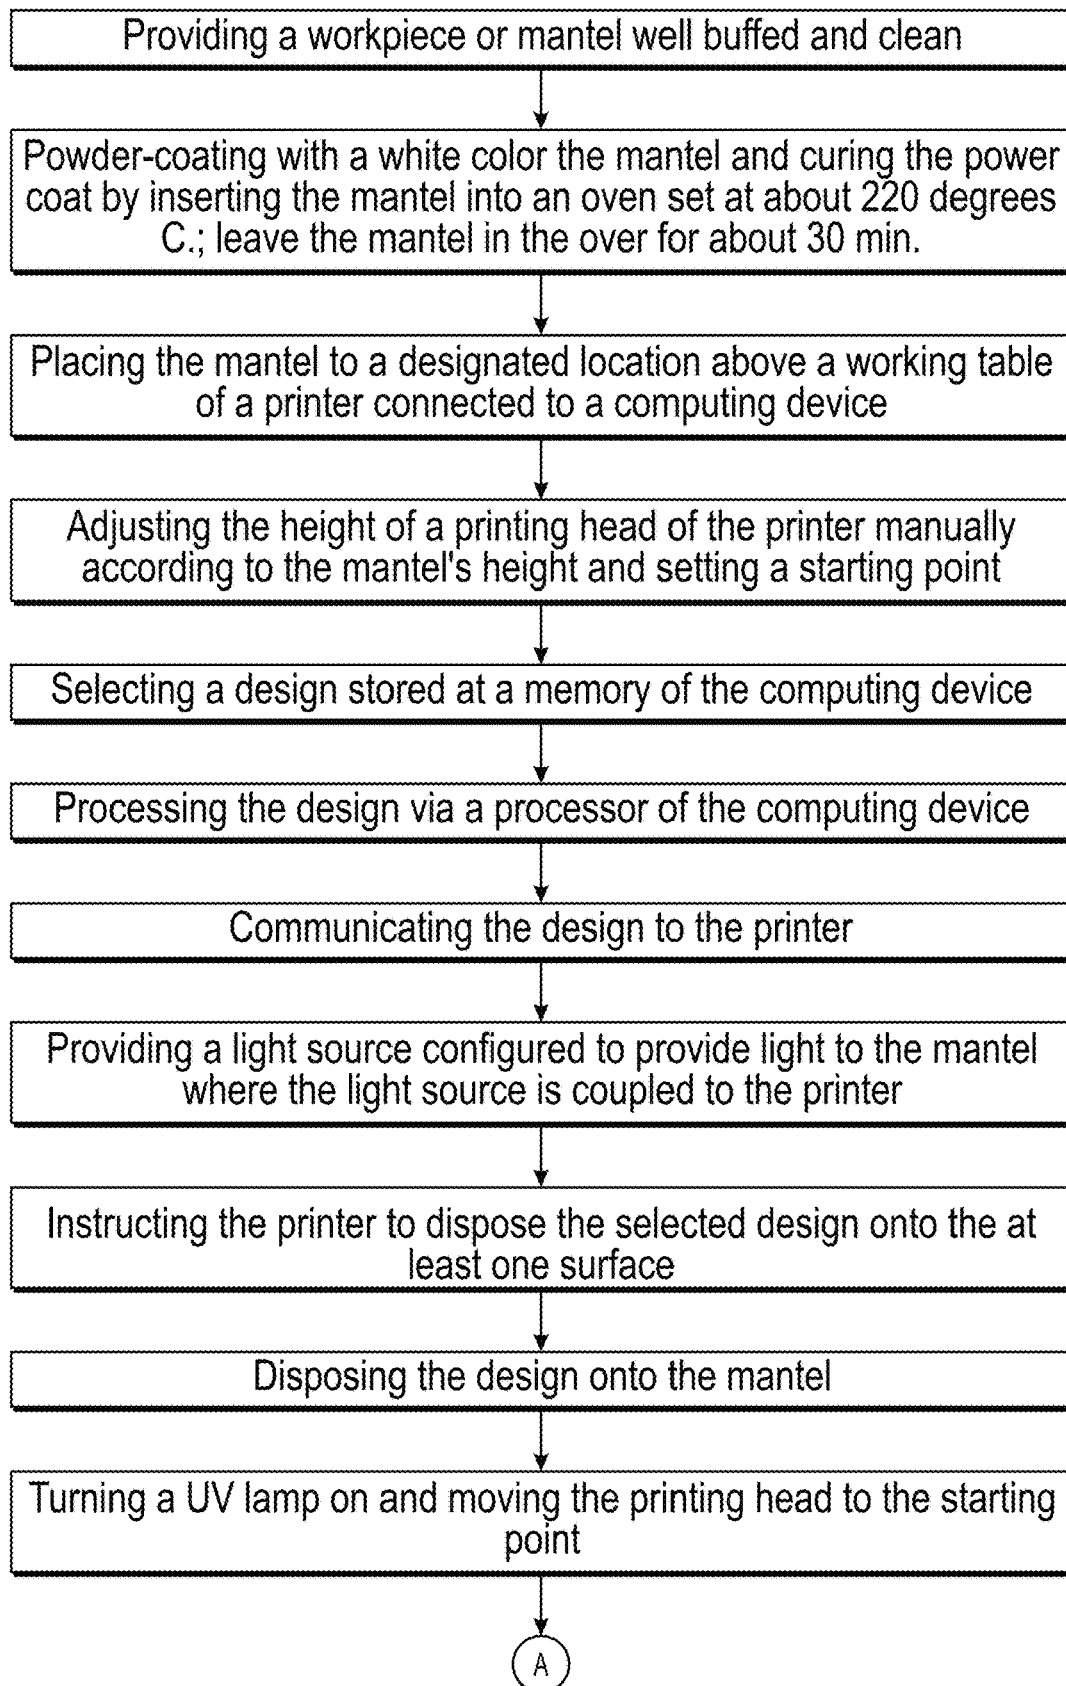 Providing a workpiece or mantel well buffed and clean
Powder-coating with a white color the mantel and curing the power
coat by inserting the mantel into an oven set at about 220 degrees
C.; leave the mantel in the over for about 30 min.
Placing the mantel to a designated location above a working table
of a printer connected to a computing device
Adjusting the height of a printing head of the printer manually
according to the mantel's height and setting a starting point
Selecting a design stored at a memory of the computing device
Processing the design via a processor of the computing device
Communicating the design to the printer
Providing a light source configured to provide light to the mantel
where the light source is coupled to the printer
Instructing the printer to dispose the selected design onto the at
least one surface
Disposing the design onto the mantel
Turning a UV lamp on and moving the printing head to the starting
point
A